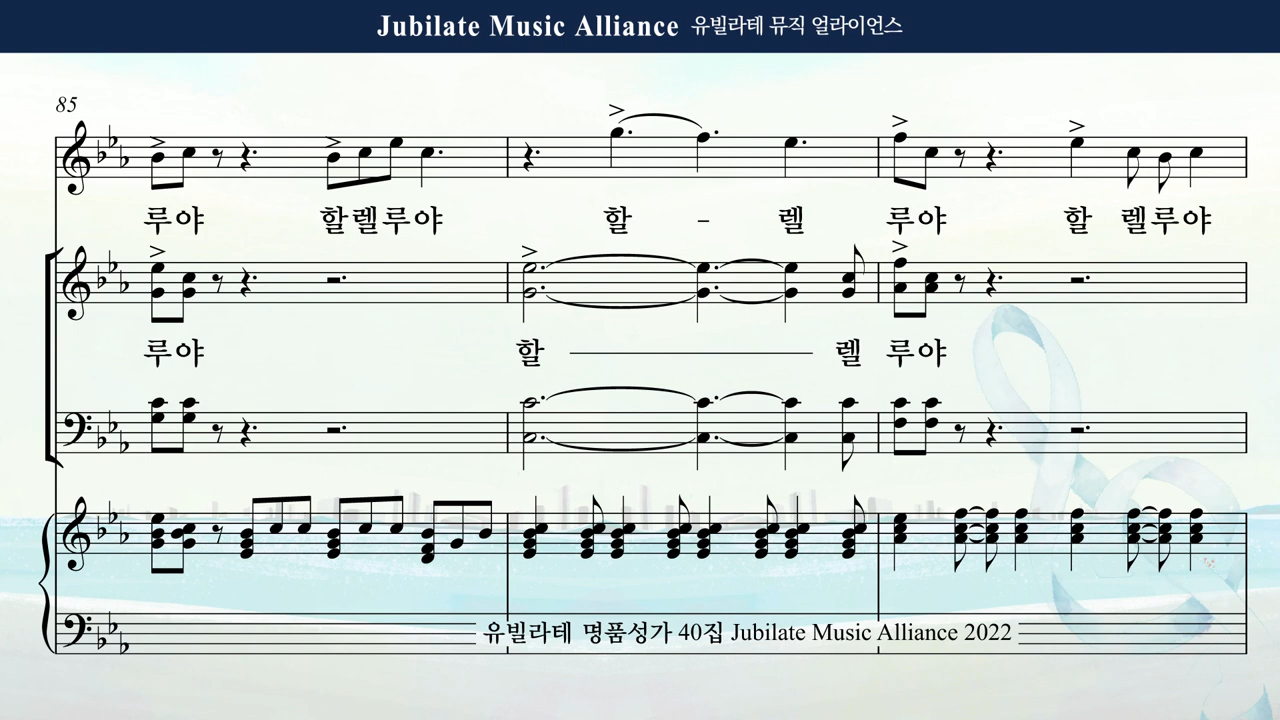 Jubilate Music Alliance 유빌라테 뮤직 얼라이언스
85
루야 할렐루야 할 - 렐 루야 할 렐루야
루야 할 렐 루야
유빌라테 명품성가 40집 Jubilate Music Alliance 2022